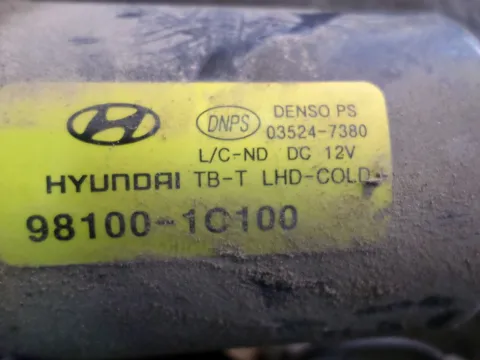 DNPS DENSO PS
03524-7380
L/C-ND DC 12V
HYUNDAI TB-T LHD-COLD
98100-1C100